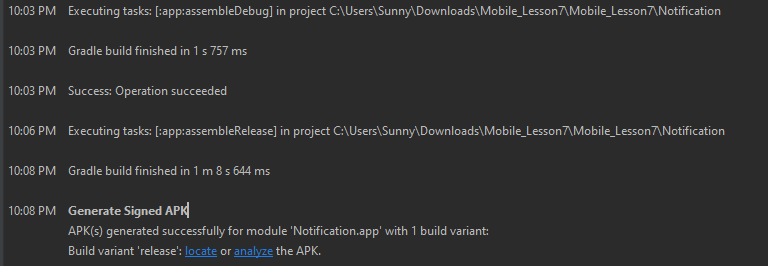 10:03 PM Executing tasks: [:app:assembleDebug] in project C:\Users\Sunny\Downloads\Mobile_Lesson7\Mobile_Lesson7\Notification
10:03 PM Gradle build finished in 1 s 757 ms
10:03 PM Success: Operation succeeded
10:06 PM Executing tasks: [:app:assembleRelease] in project C:\Users\Sunny\Downloads\Mobile_Lesson7\Mobile_Lesson7\Notification
10:08 PM Gradle build finished in 1 m 8 s 644 ms
10:08 PM Generate Signed APK
APK(s) generated successfully for module 'Notification.app' with 1 build variant:
Build variant 'release': locate or analyze the APK.